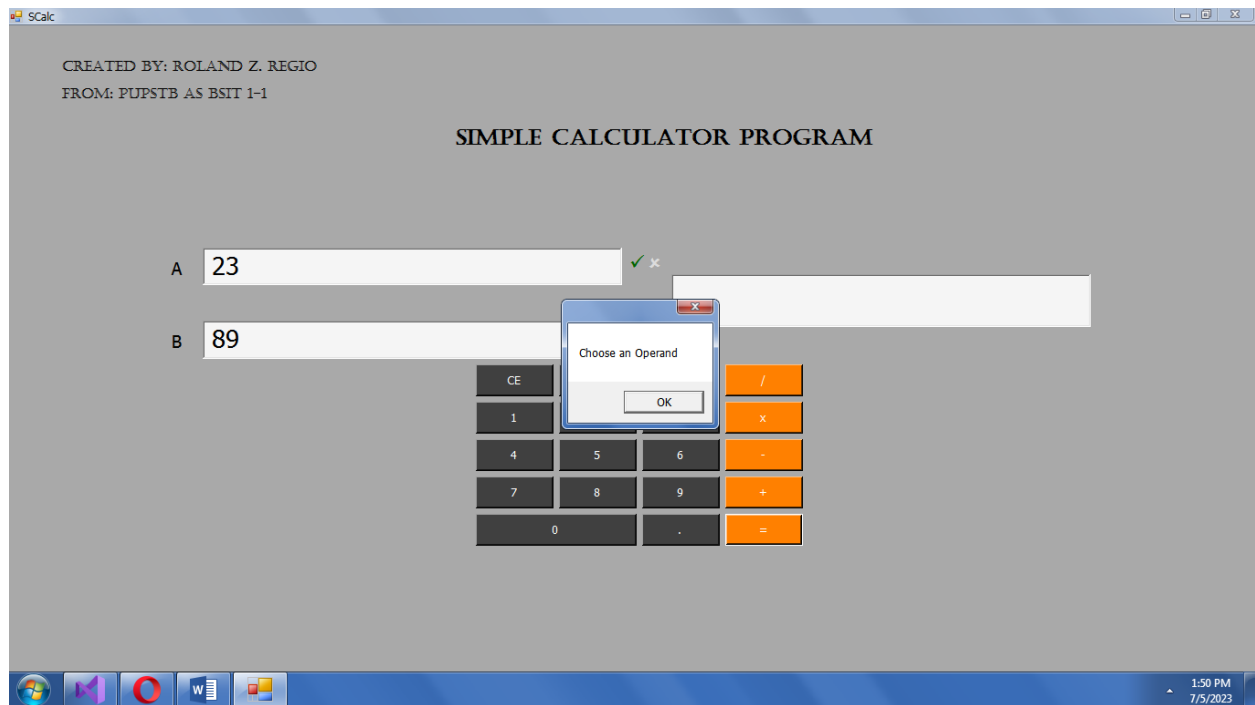 SCalc
CREATED BY: ROLAND Z. REGIO
FROM: PUPSTB AS BSIT 1-1
SIMPLE CALCULATOR PROGRAM
A 23
B 89
Choose an Operand
OK
CE /
1 x
4 5 6 -
7 8 9 +
0 . =
1:50 PM
7/5/2023